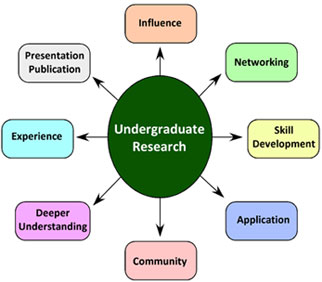 Influence
Presentation
Publication
Networking
Experience
Undergraduate
Research
Skill
Development
Deeper
Understanding
Application
Community